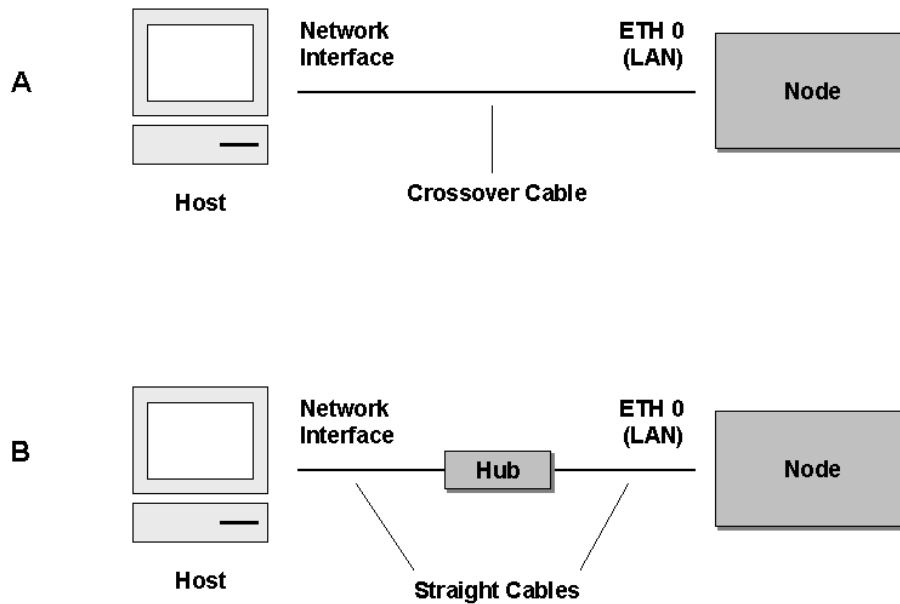 A
Network
Interface
ETH 0
(LAN)
Node
Crossover Cable
Host
B
Network
Interface
ETH 0
(LAN)
Hub
Node
Host
Straight Cables